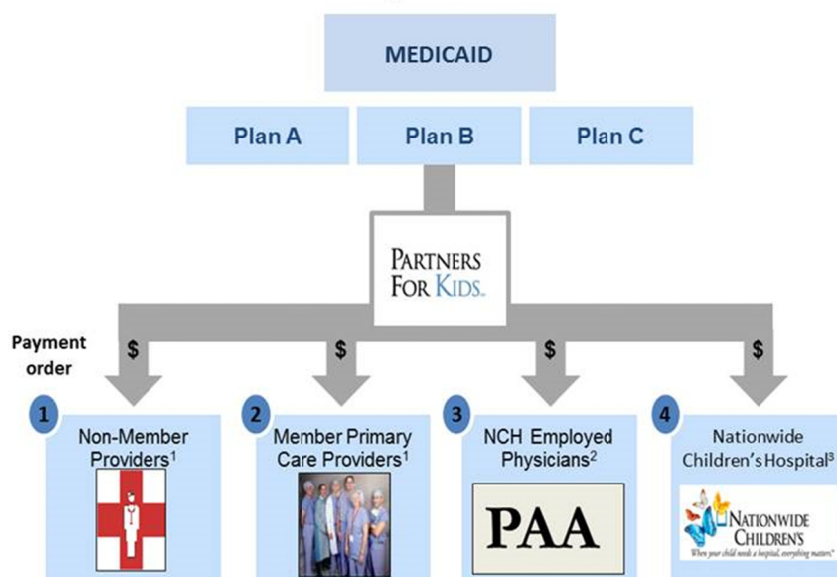 MEDICAID
Plan A
Plan B
Plan C
PARTNERS
FOR KIDS
Payment
order
$
$
$
$
1
Non-Member
Providers¹
2
Member Primary
Care Providers¹
3
NCH Employed
Physicians²
PAA
4
Nationwide
Children's Hospital³
NATIONWIDE
CHILDREN'S
When your child needs a hospital, everything matters.